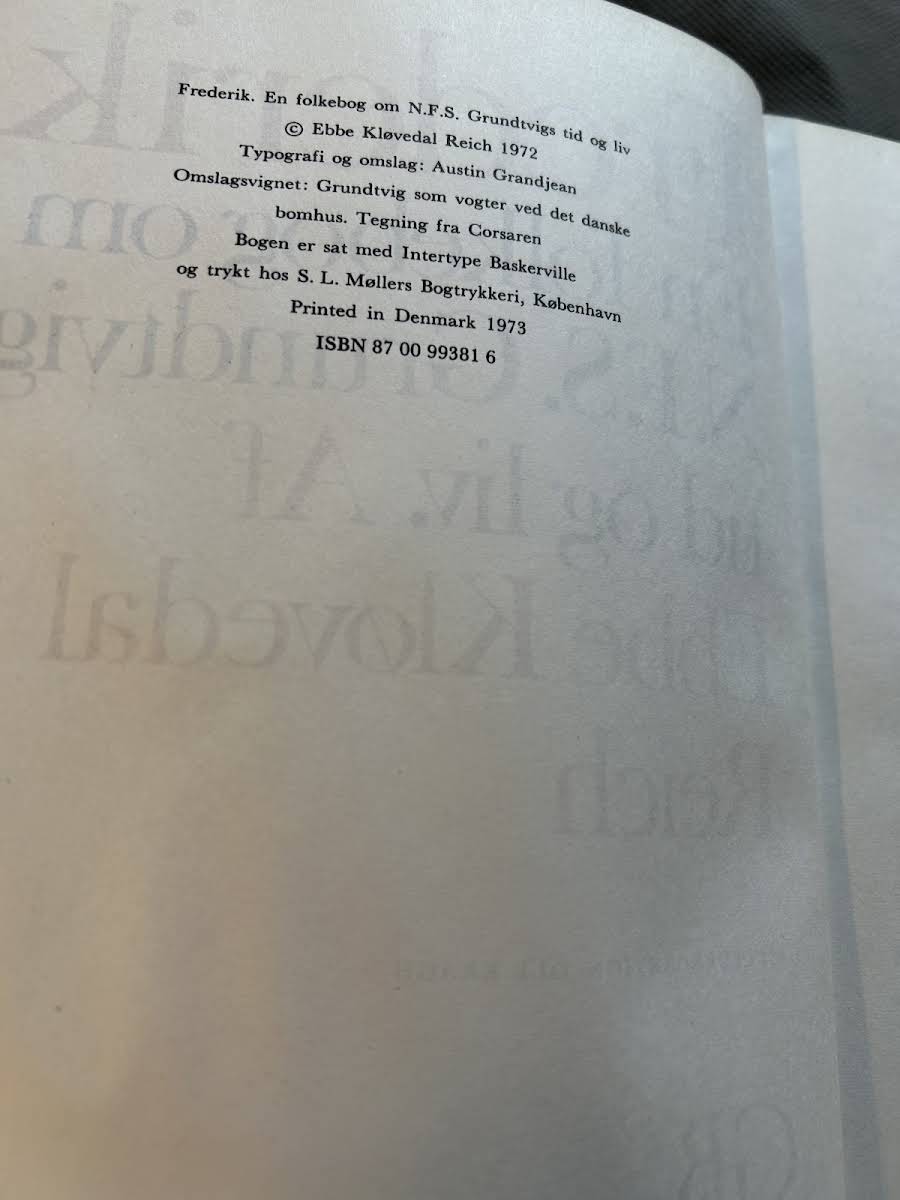 Frederik. En folkebog om N.F.S. Grundtvigs tid og liv
© Ebbe Kløvedal Reich 1972
Typografi og omslag: Austin Grandjean
Omslagsvignet: Grundtvig som vogter ved det danske
bomhus. Tegning fra Corsaren
Bogen er sat med Intertype Baskerville
og trykt hos S. L. Møllers Bogtrykkeri, København
Printed in Denmark 1973
ISBN 87 00 99381 6